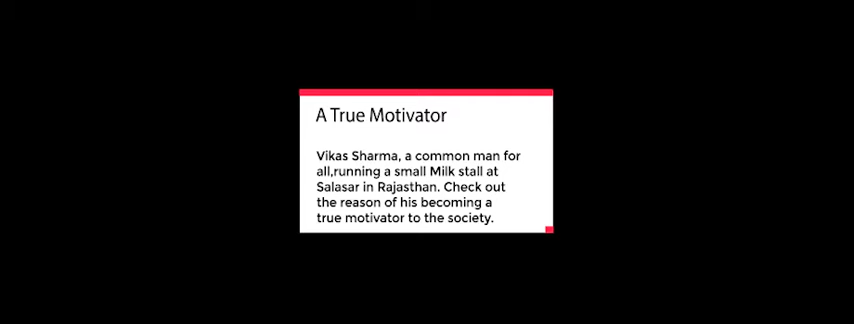 A True Motivator
Vikas Sharma, a common man for
all,running a small Milk stall at
Salasar in Rajasthan. Check out
the reason of his becoming a
true motivator to the society.